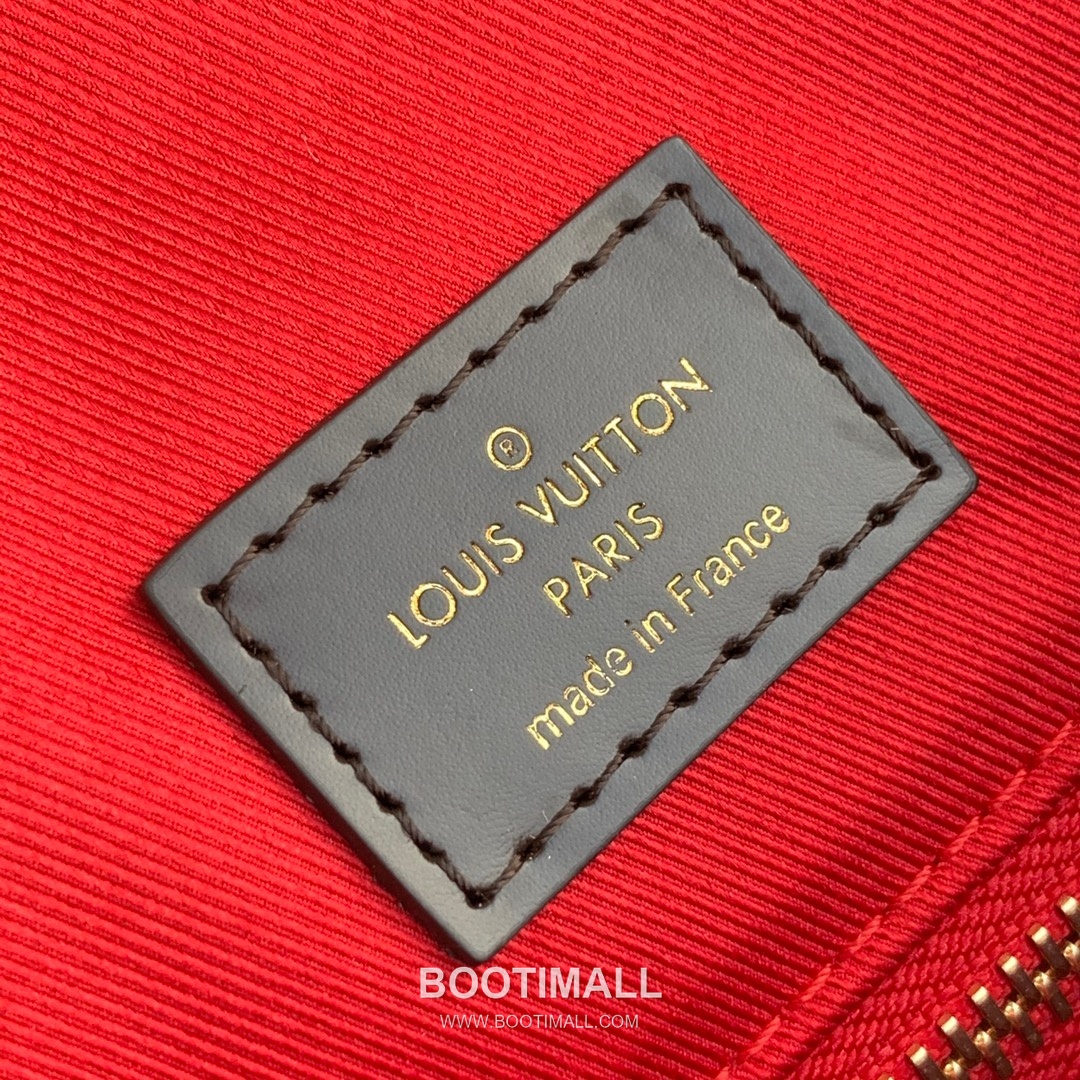 ®
LOUIS VUITTON
PARIS
made in France
BOOTIMALL
WWW.BOOTIMALL.COM